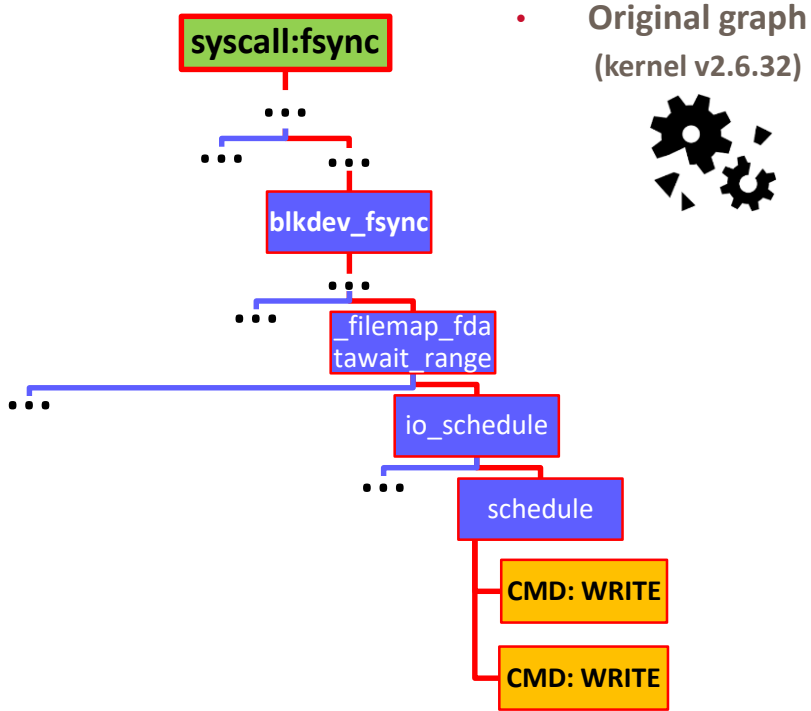 syscall:fsync
• Original graph
(kernel v2.6.32)
...
...
...
blkdev_fsync
...
...
_filemap_fda
tawait_range
...
io_schedule
...
schedule
CMD: WRITE
CMD: WRITE